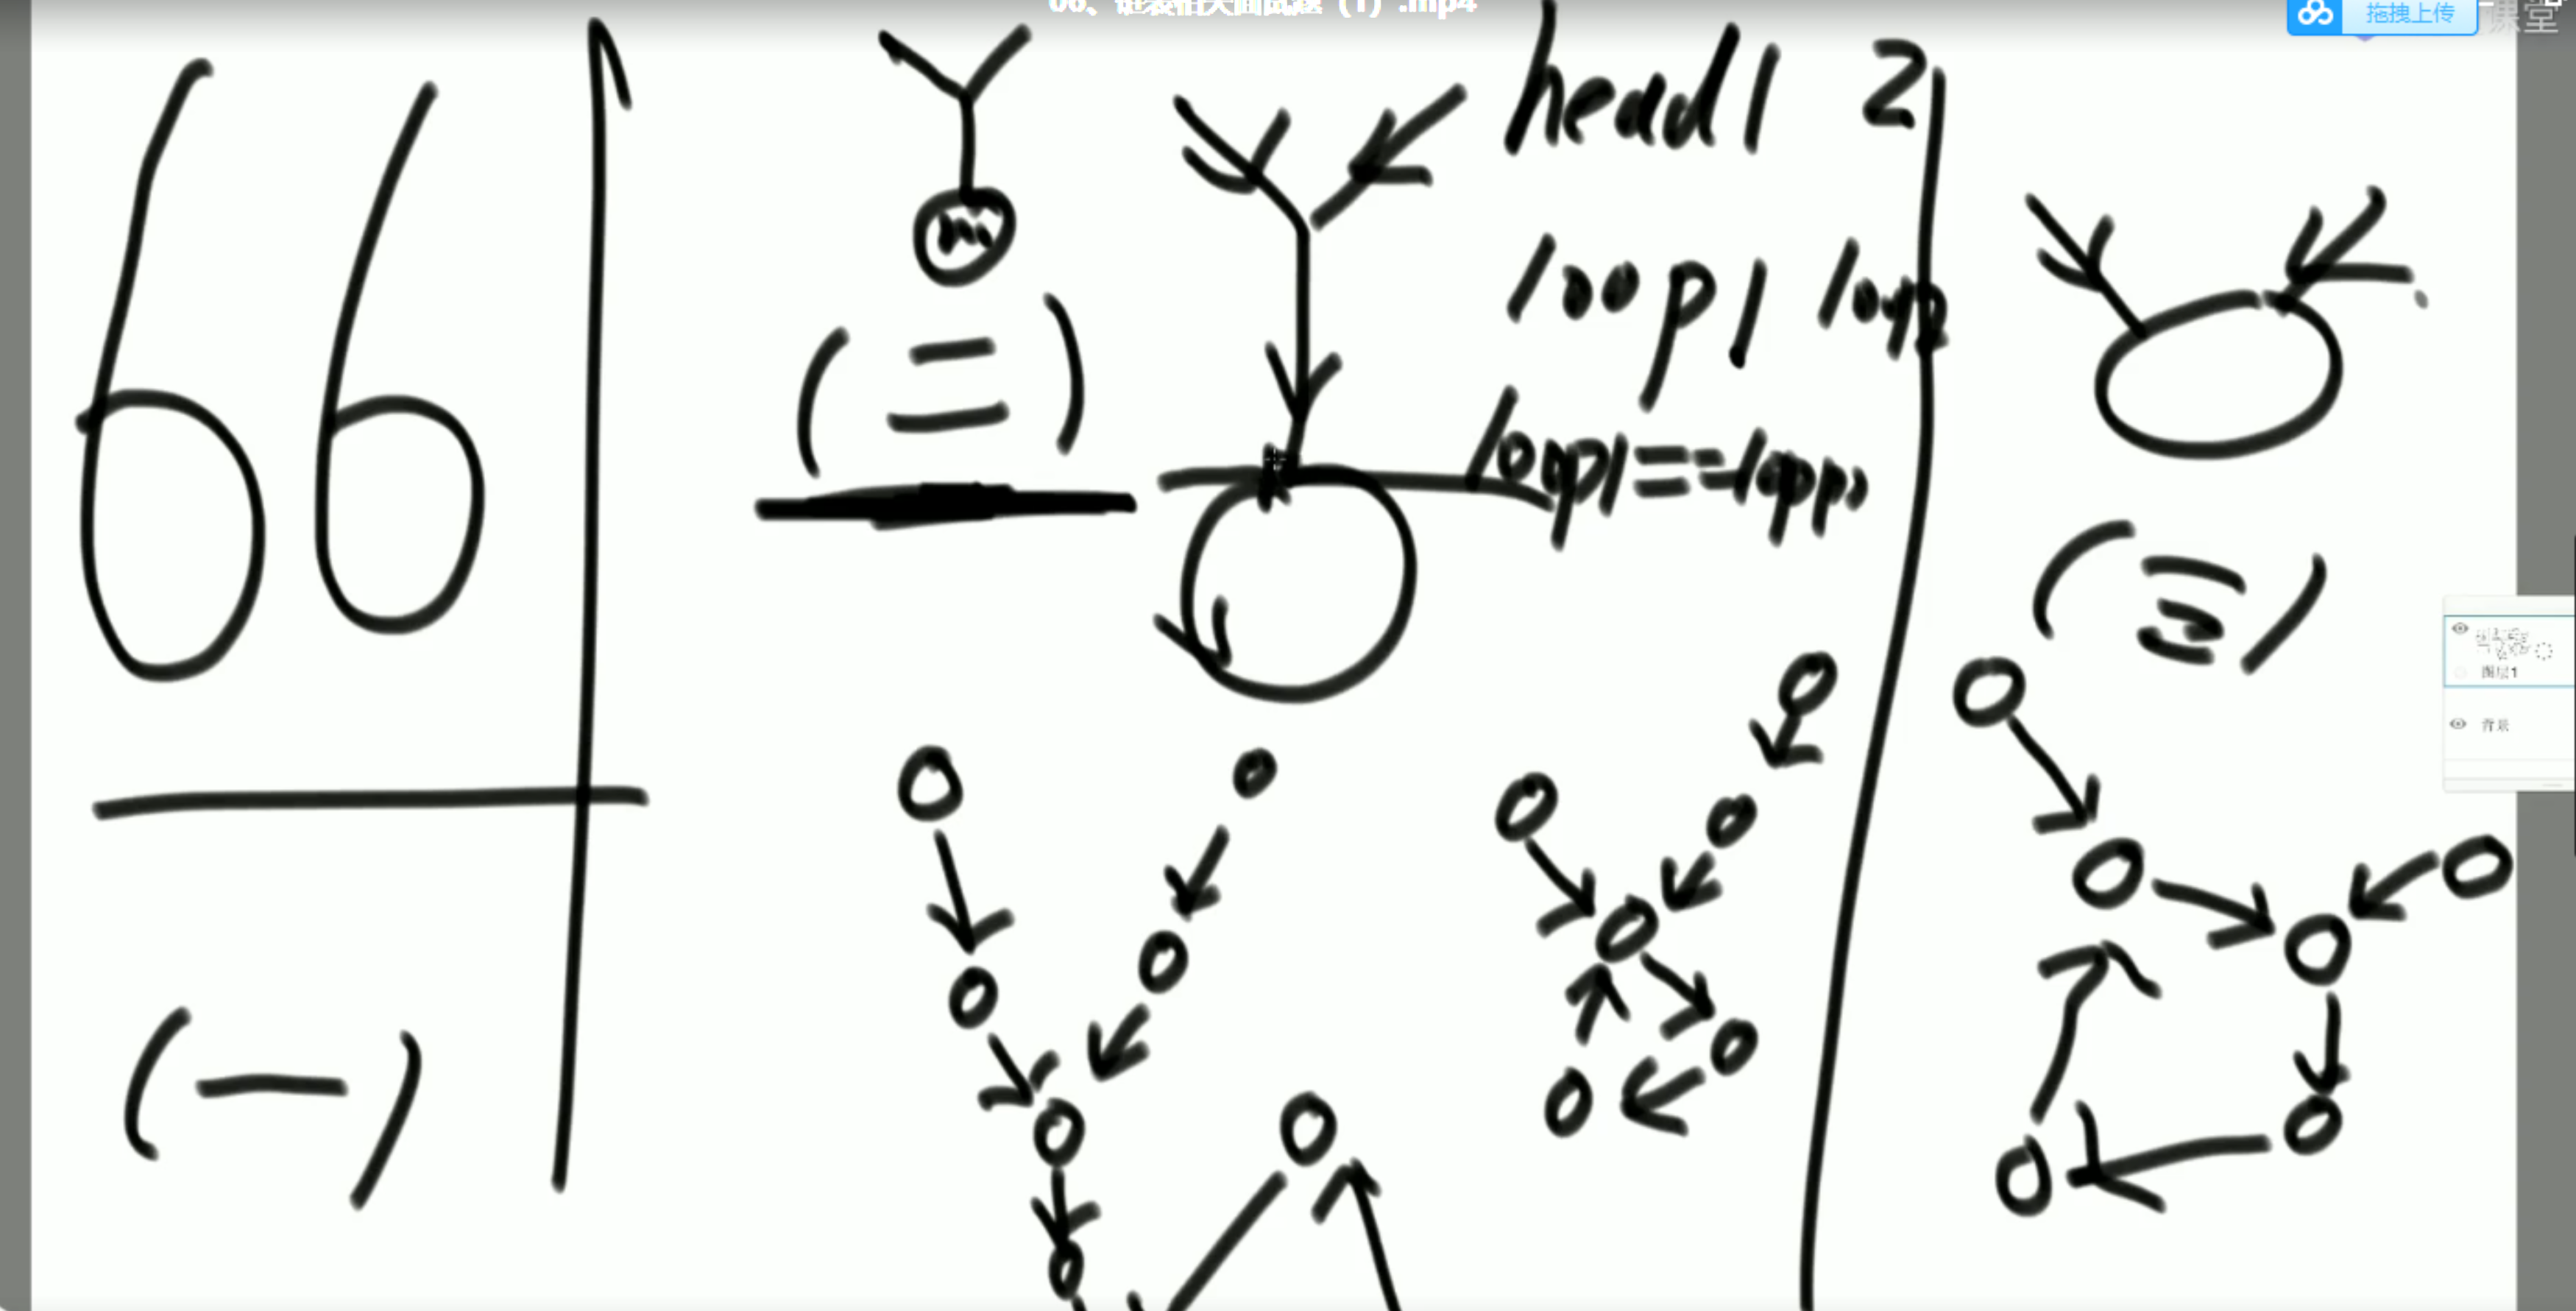 06、链表相关面试题（1）.mp4
拖拽上传
课堂
66
(一)
(二)
head1 2
loop1 loop
loop1==loop2
(三)
图层1
背景